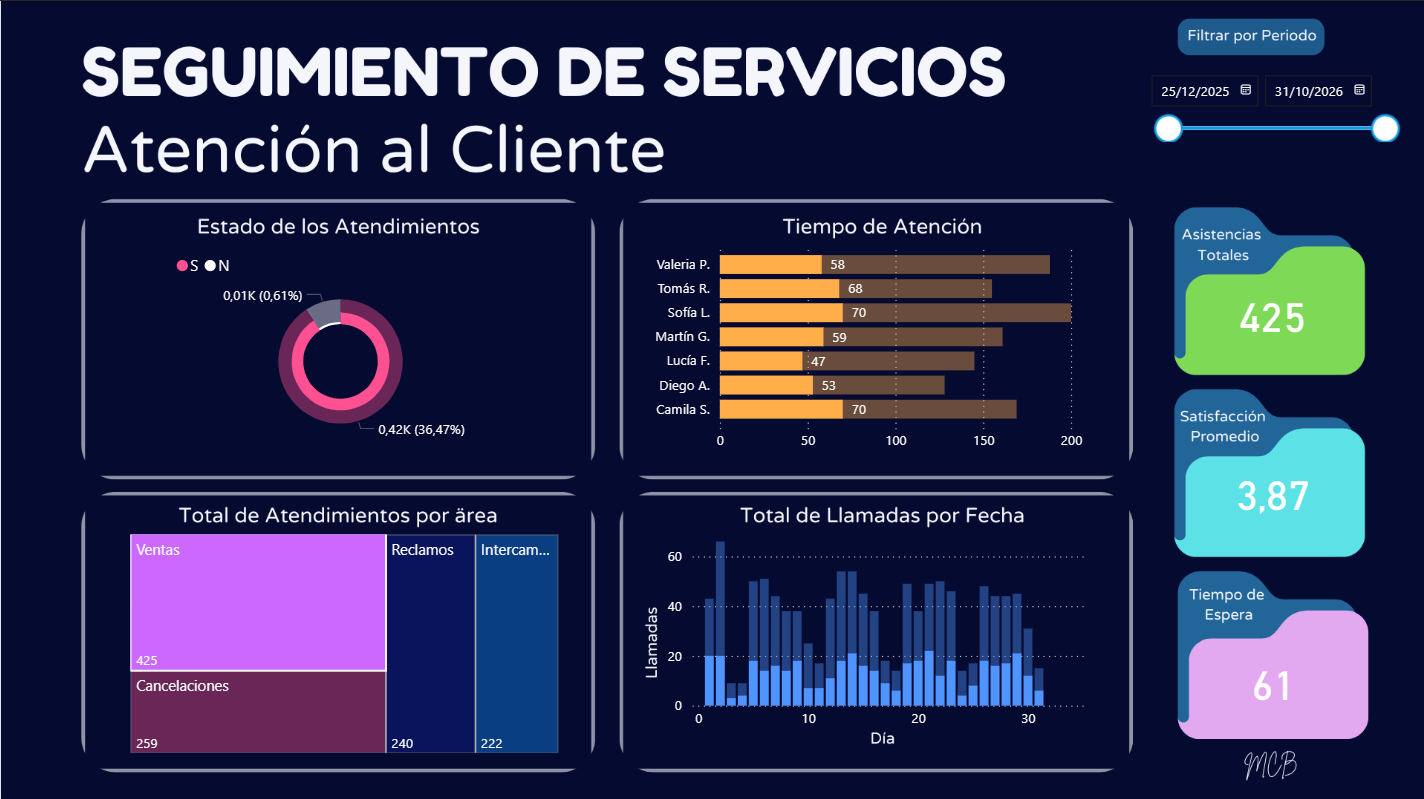 SEGUIMIENTO DE SERVICIOS
Atención al Cliente
Filtrar por Periodo
25/12/2025
31/10/2026
Estado de los Atendimientos
S N
0,01K (0,61%)
0,42K (36,47%)
Tiempo de Atención
Valeria P. 58
Tomás R. 68
Sofía L. 70
Martín G. 59
Lucía F. 47
Diego A. 53
Camila S. 70
0 50 100 150 200
Asistencias
Totales
425
Satisfacción
Promedio
3,87
Tiempo de
Espera
61
Total de Atendimientos por ärea
Ventas
425
Cancelaciones
259
Reclamos
240
Intercam...
222
Total de Llamadas por Fecha
Llamadas
60
40
20
0
0 10 20 30
Día
MCB